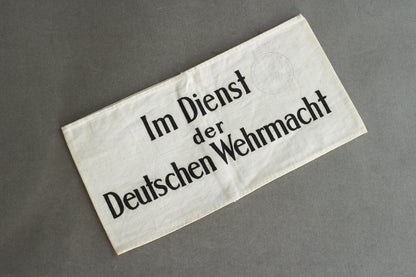 Im Dienst
der
Deutschen Wehrmacht